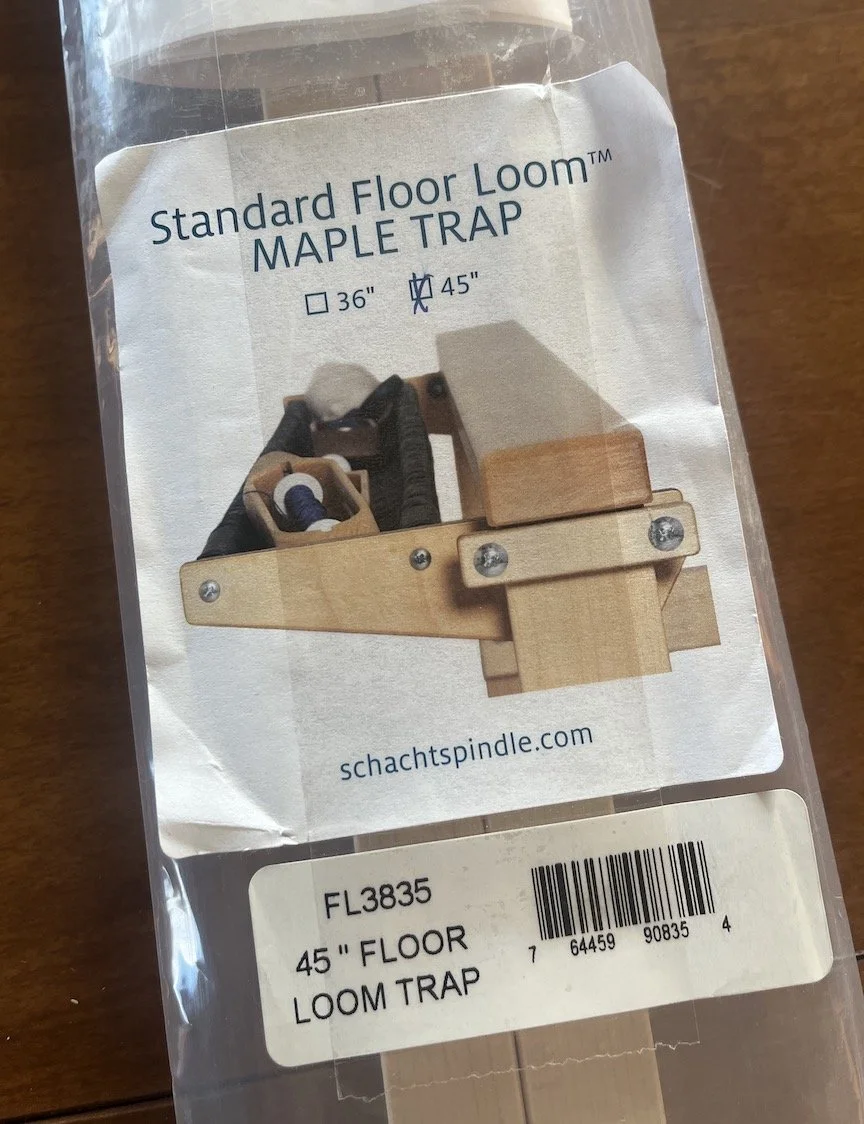 Standard Floor Loom™
MAPLE TRAP
☐ 36" ☒ 45"
schachtspindle.com
FL3835
45 " FLOOR
LOOM TRAP
7 64459 90835 4